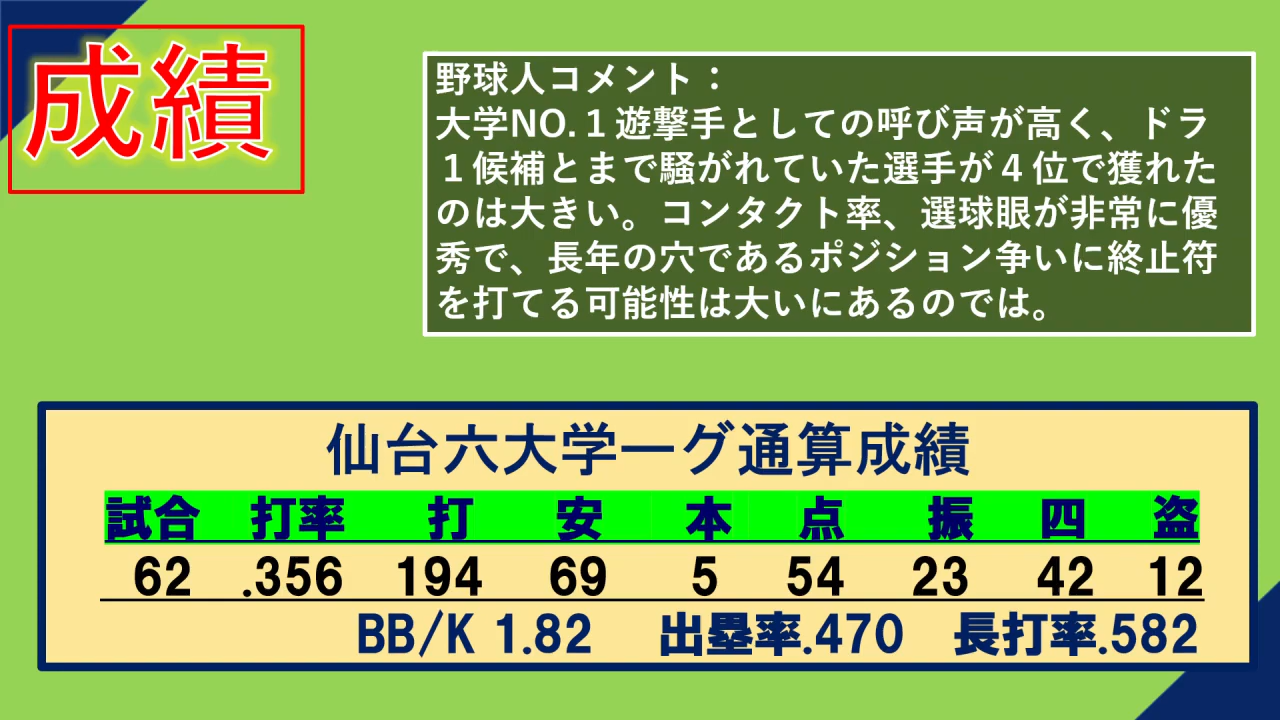 成績
野球人コメント：
大学NO.１遊撃手としての呼び声が高く、ドラ
１候補とまで騒がれていた選手が４位で獲れた
のは大きい。コンタクト率、選球眼が非常に優
秀で、長年の穴であるポジション争いに終止符
を打てる可能性は大いにあるのでは。
仙台六大学一グ通算成績
試合 打率 打 安 本 点 振 四 盗
62 .356 194 69 5 54 23 42 12
BB/K 1.82 出塁率.470 長打率.582